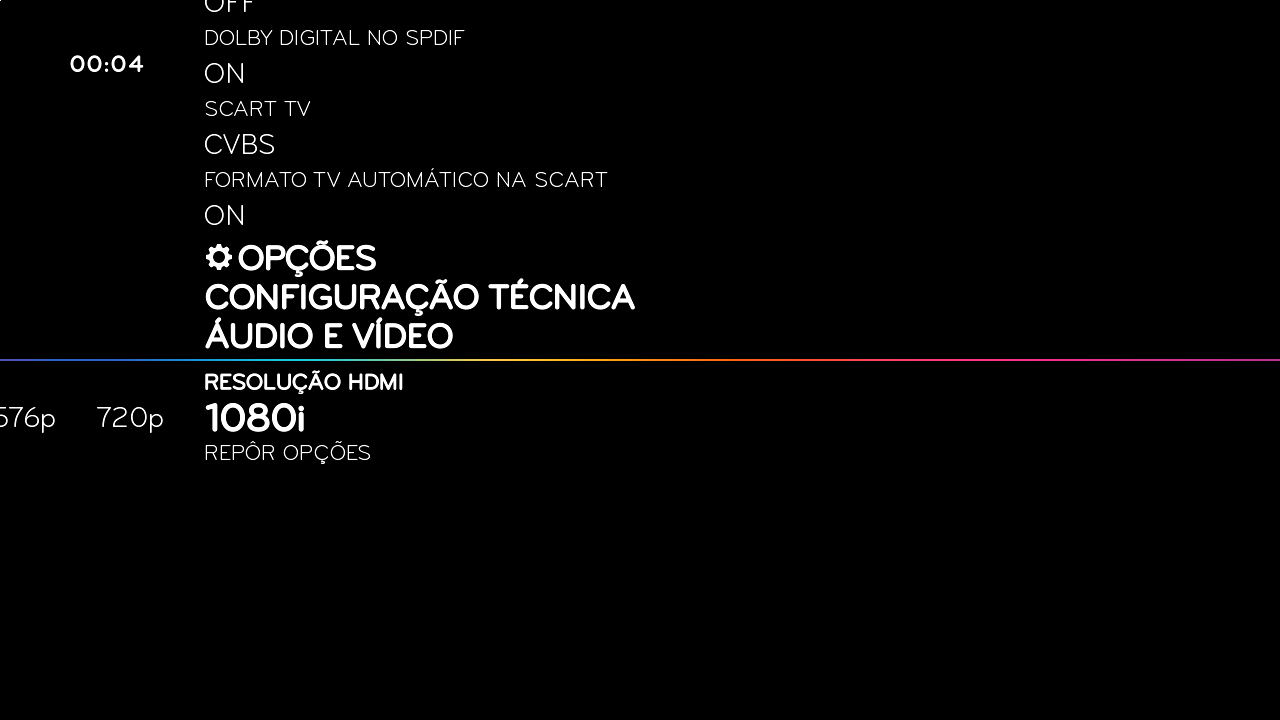 OFF
DOLBY DIGITAL NO SPDIF
00:04
ON
SCART TV
CVBS
FORMATO TV AUTOMÁTICO NA SCART
ON
OPÇÕES
CONFIGURAÇÃO TÉCNICA
ÁUDIO E VÍDEO
RESOLUÇÃO HDMI
576p 720p 1080i
REPÔR OPÇÕES